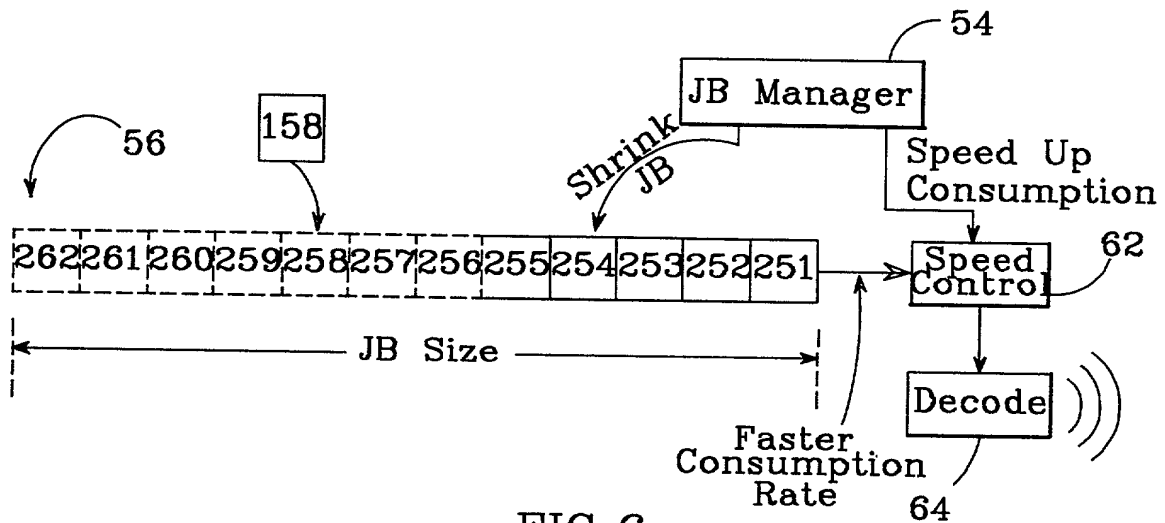 54
JB Manager
158
56
Shrink
JB
Speed Up
Consumption
262 261 260 259 258 257 256 255 254 253 252 251
Speed
Control
62
JB Size
Decode
Faster
Consumption
Rate
64